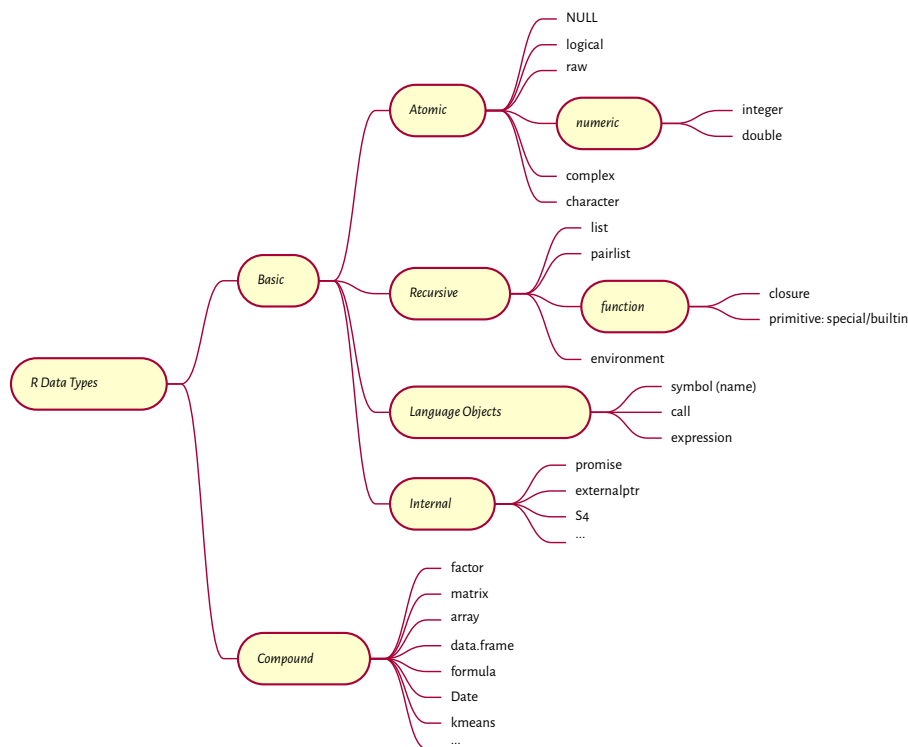 R Data Types
Basic
Atomic
NULL
logical
raw
numeric
integer
double
complex
character
Recursive
list
pairlist
function
closure
primitive: special/builtin
environment
Language Objects
symbol (name)
call
expression
Internal
promise
externalptr
S4
...
Compound
factor
matrix
array
data.frame
formula
Date
kmeans
...